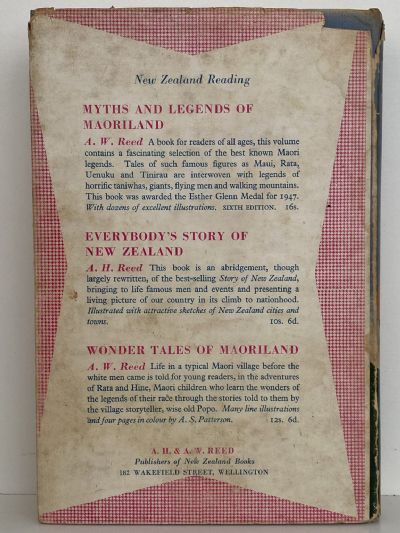 New Zealand Reading
MYTHS AND LEGENDS OF
MAORILAND
A. W. Reed A book for readers of all ages, this volume
contains a fascinating selection of the best known Maori
legends. Tales of such famous figures as Maui, Rata,
Uenuku and Tinirau are interwoven with legends of
horrific taniwhas, giants, flying men and walking mountains.
This book was awarded the Esther Glenn Medal for 1947.
With dozens of excellent illustrations. SIXTH EDITION. 16s.
EVERYBODY'S STORY OF
NEW ZEALAND
A. H. Reed This book is an abridgement, though
largely rewritten, of the best-selling Story of New Zealand,
bringing to life famous men and events and presenting a
living picture of our country in its climb to nationhood.
Illustrated with attractive sketches of New Zealand cities and
towns. 10s. 6d.
WONDER TALES OF MAORILAND
A. W. Reed Life in a typical Maori village before the
white men came is told for young readers, in the adventures
of Rata and Hine, Maori children who learn the wonders of
the legends of their race through the stories told to them by
the village storyteller, wise old Popo. Many line illustrations
and four pages in colour by A. S. Patterson. 12s. 6d.
A. H. & A. W. REED
Publishers of New Zealand Books
182 WAKEFIELD STREET, WELLINGTON